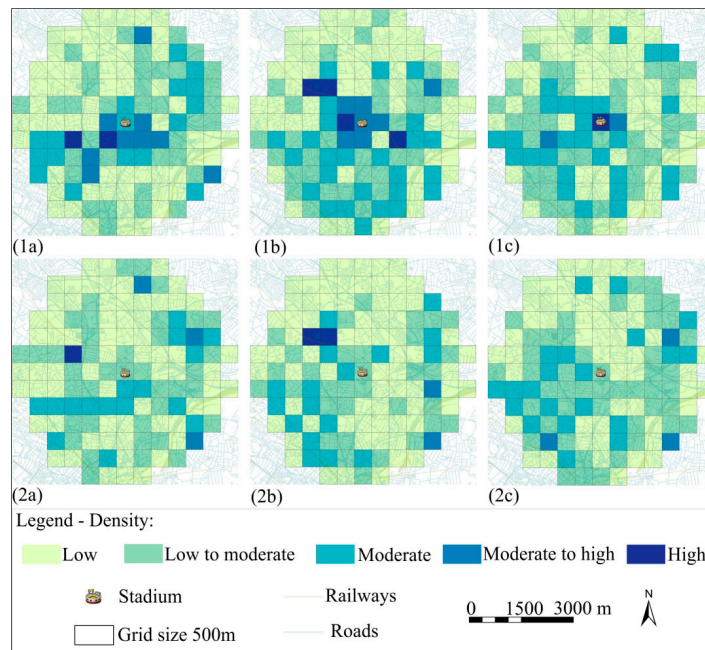 (1a) (1b) (1c)
(2a) (2b) (2c)
Legend - Density:
Low Low to moderate Moderate Moderate to high High
Stadium Railways 0 1500 3000 m N
Grid size 500m Roads